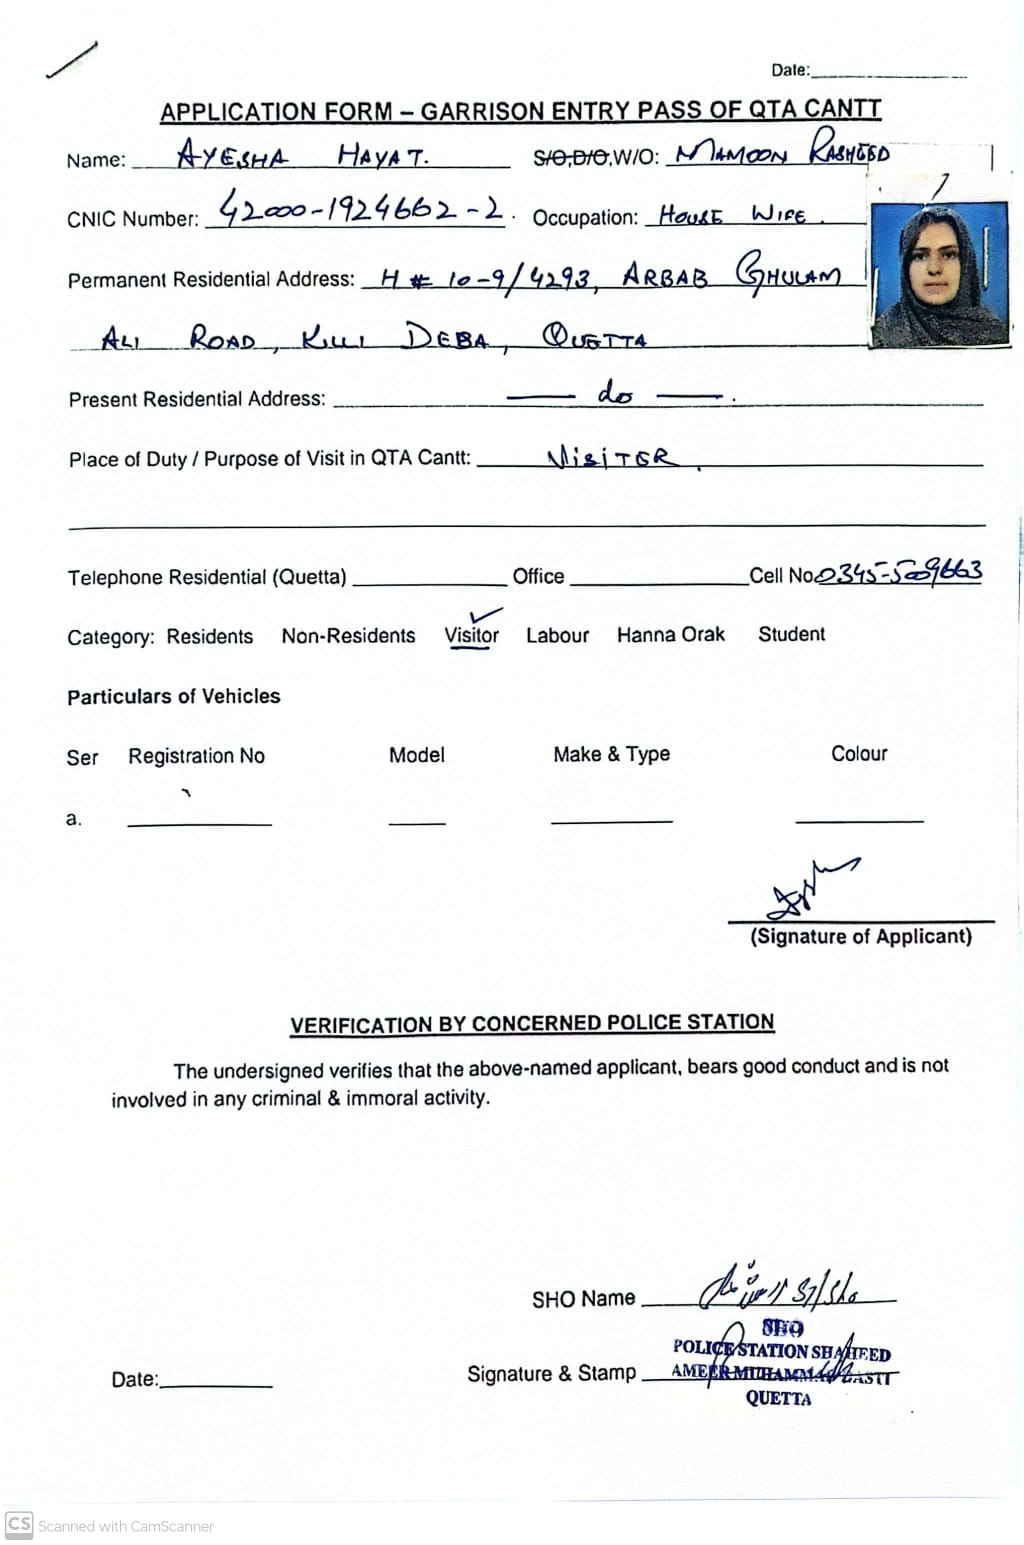 Date:
APPLICATION FORM – GARRISON ENTRY PASS OF QTA CANTT
Name: AYESHA HAYAT. S/O,D/O,W/O: MAMOON RASHEED
CNIC Number: 42000-1924662-2. Occupation: HOUSE WIFE.
Permanent Residential Address: H # 10-9/4293, ARBAB GHULAM
ALI ROAD, KILLI DEBA, QUETTA
Present Residential Address: — do —.
Place of Duty / Purpose of Visit in QTA Cantt: VISITER.
Telephone Residential (Quetta) Office Cell No 0345-5009663
Category: Residents Non-Residents Visitor Labour Hanna Orak Student
Particulars of Vehicles
Ser Registration No Model Make & Type Colour
a.
(Signature of Applicant)
VERIFICATION BY CONCERNED POLICE STATION
The undersigned verifies that the above-named applicant, bears good conduct and is not
involved in any criminal & immoral activity.
SHO Name SI/SHo
SHO
POLICE STATION SHAHEED
Date: Signature & Stamp AMEER MUHAMMAD DASTI
QUETTA
CS Scanned with CamScanner